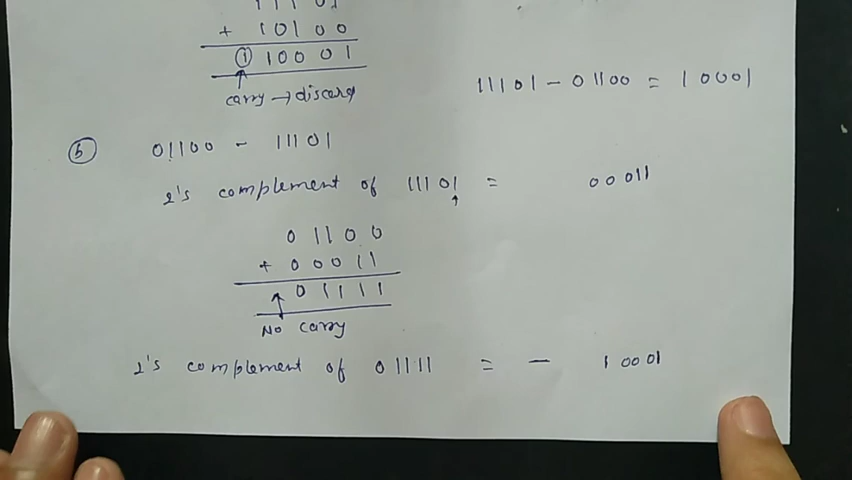 11101
+ 10100
1 10001
carry → discard
11101 - 01100 = 10001
b 01100 - 11101
2's complement of 11101 = 00011
01100
+ 00011
01111
No carry
2's complement of 01111 = - 10001